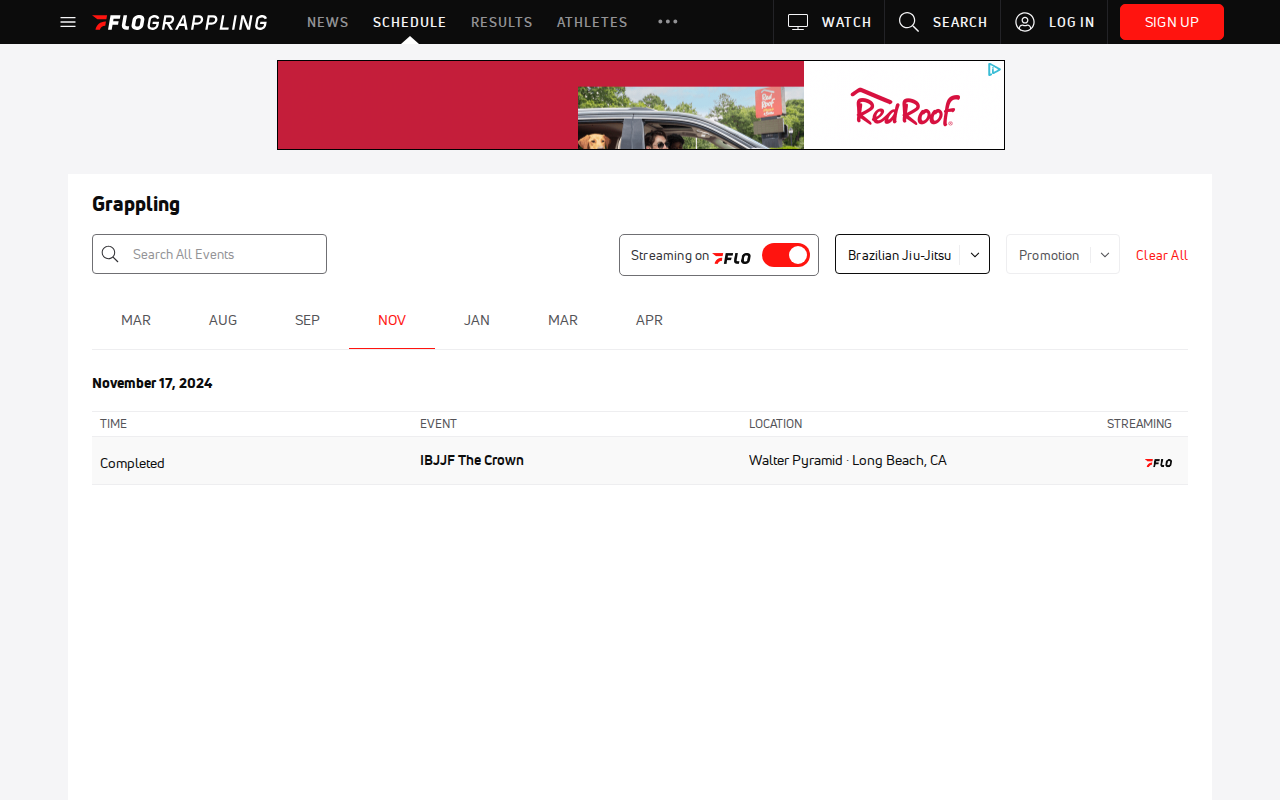 FLOGRAPPLING NEWS SCHEDULE RESULTS ATHLETES ••• WATCH SEARCH LOG IN SIGN UP
Red Roof®
Grappling
Search All Events Streaming on FLO Brazilian Jiu-Jitsu Promotion Clear All
MAR AUG SEP NOV JAN MAR APR
November 17, 2024
TIME EVENT LOCATION STREAMING
Completed IBJJF The Crown Walter Pyramid · Long Beach, CA FLO